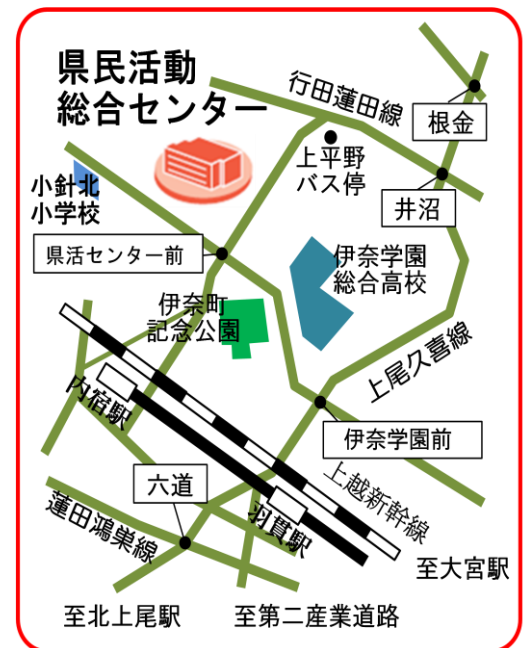 県民活動
総合センター
行田蓮田線
根金
上平野
バス停
小針北
小学校
井沼
県活センター前
伊奈学園
総合高校
伊奈町
記念公園
上尾久喜線
内宿駅
伊奈学園前
六道
上越新幹線
羽貫駅
蓮田鴻巣線
至大宮駅
至北上尾駅
至第二産業道路